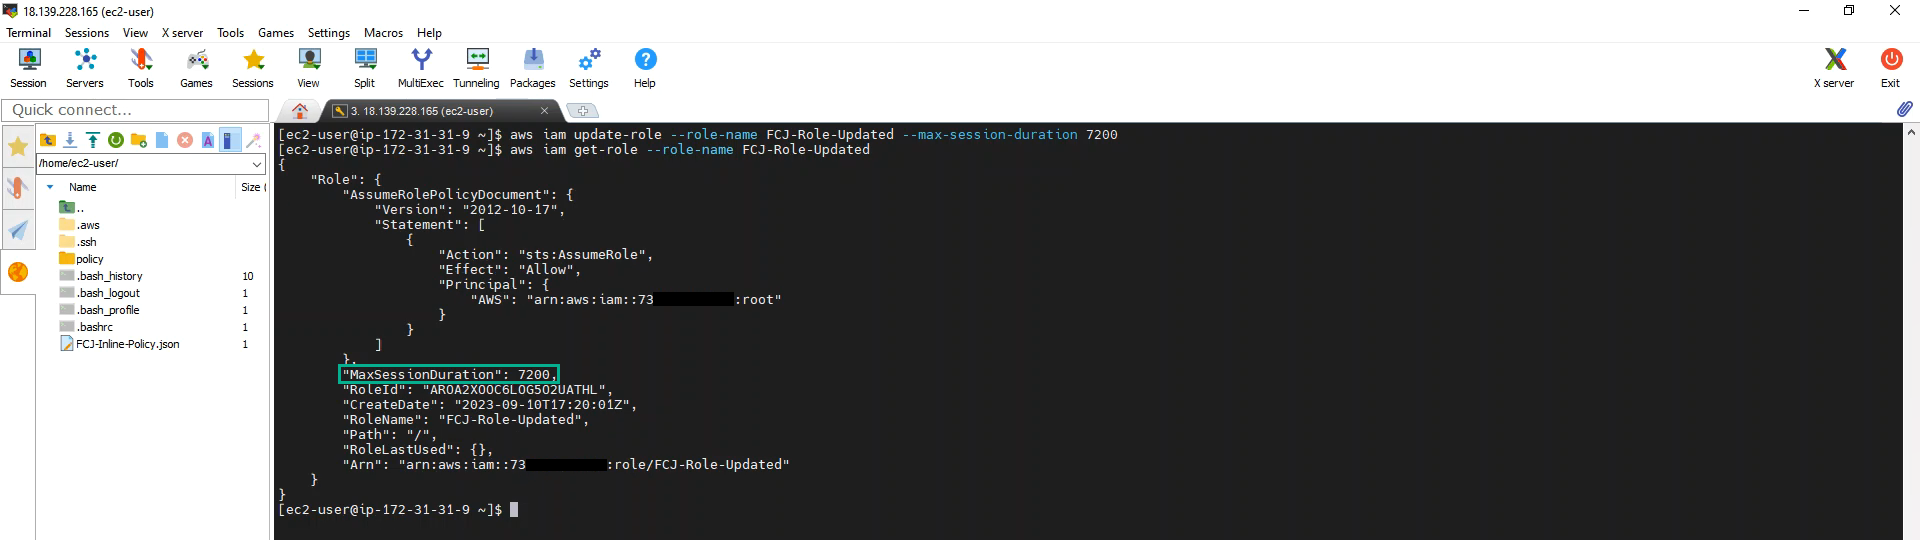 18.139.228.165 (ec2-user)
Terminal Sessions View X server Tools Games Settings Macros Help
Session Servers Tools Games Sessions View Split MultiExec Tunneling Packages Settings Help X server Exit
Quick connect...
3. 18.139.228.165 (ec2-user)
/home/ec2-user/
Name Size (
..
.aws
.ssh
policy
.bash_history 10
.bash_logout 1
.bash_profile 1
.bashrc 1
FCJ-Inline-Policy.json 1
[ec2-user@ip-172-31-31-9 ~]$ aws iam update-role --role-name FCJ-Role-Updated --max-session-duration 7200
[ec2-user@ip-172-31-31-9 ~]$ aws iam get-role --role-name FCJ-Role-Updated
{
"Role": {
"AssumeRolePolicyDocument": {
"Version": "2012-10-17",
"Statement": [
{
"Action": "sts:AssumeRole",
"Effect": "Allow",
"Principal": {
"AWS": "arn:aws:iam::73 :root"
}
}
]
},
"MaxSessionDuration": 7200,
"RoleId": "AROA2XOOC6LOG5O2UATHL",
"CreateDate": "2023-09-10T17:20:01Z",
"RoleName": "FCJ-Role-Updated",
"Path": "/",
"RoleLastUsed": {},
"Arn": "arn:aws:iam::73 :role/FCJ-Role-Updated"
}
}
[ec2-user@ip-172-31-31-9 ~]$